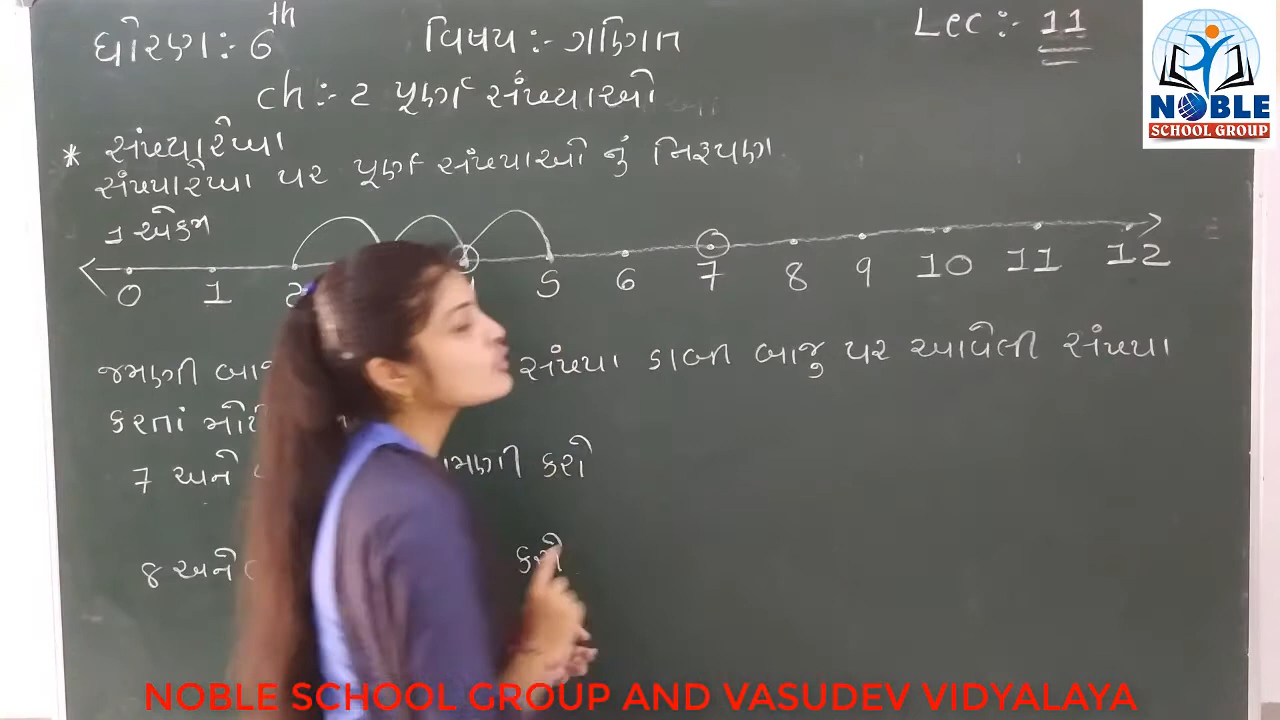 ધોરણ:- 6th વિષય:- ગણિત Lec:- 11
ch:- 2 પૂર્ણ સંખ્યાઓ
* સંખ્યારેખા
સંખ્યારેખા પર પૂર્ણ સંખ્યાઓ નું નિરૂપણ
1 એકમ
0 1 2 5 6 7 8 9 10 11 12
જમણી સંખ્યા ડાબી બાજુ પર આવેલી સંખ્યા
કરતાં
7 અને કરો
8 અને કરો
NOBLE
SCHOOL GROUP
NOBLE SCHOOL GROUP AND VASUDEV VIDYALAYA